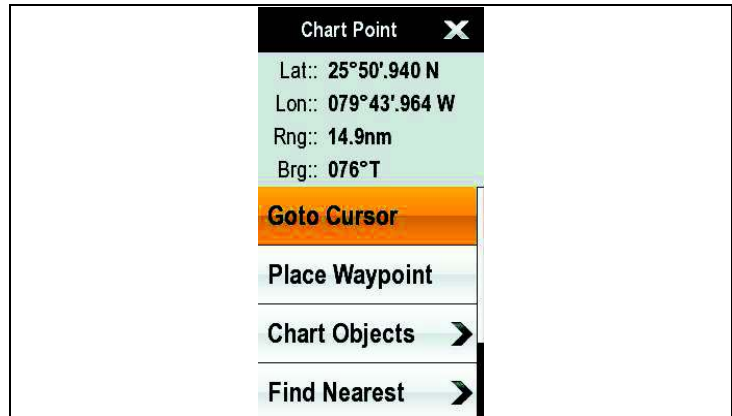 Chart Point X
Lat:: 25°50'.940 N
Lon:: 079°43'.964 W
Rng:: 14.9nm
Brg:: 076°T
Goto Cursor
Place Waypoint
Chart Objects
Find Nearest